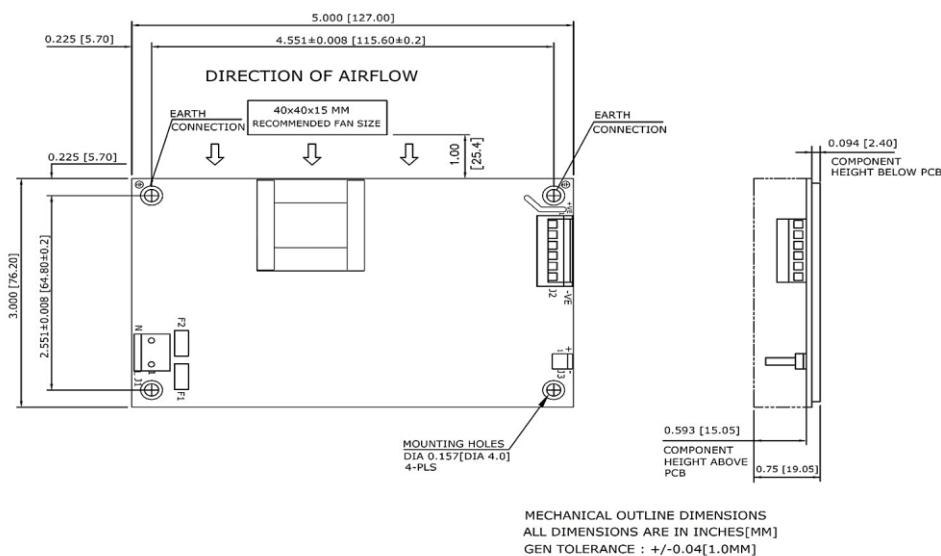 5.000 [127.00]
0.225 [5.70]
4.551±0.008 [115.60±0.2]
DIRECTION OF AIRFLOW
40x40x15 MM
RECOMMENDED FAN SIZE
EARTH
CONNECTION
EARTH
CONNECTION
1.00
[25.4]
0.225 [5.70]
0.094 [2.40]
COMPONENT
HEIGHT BELOW PCB
3.000 [76.20]
2.551±0.008 [64.80±0.2]
+VE
1
J2
-VE
N
F2
J1
F1
+
1
-
J3
MOUNTING HOLES
DIA 0.157[DIA 4.0]
4-PLS
0.593 [15.05]
COMPONENT
HEIGHT ABOVE
PCB
0.75 [19.05]
MECHANICAL OUTLINE DIMENSIONS
ALL DIMENSIONS ARE IN INCHES[MM]
GEN TOLERANCE : +/-0.04[1.0MM]